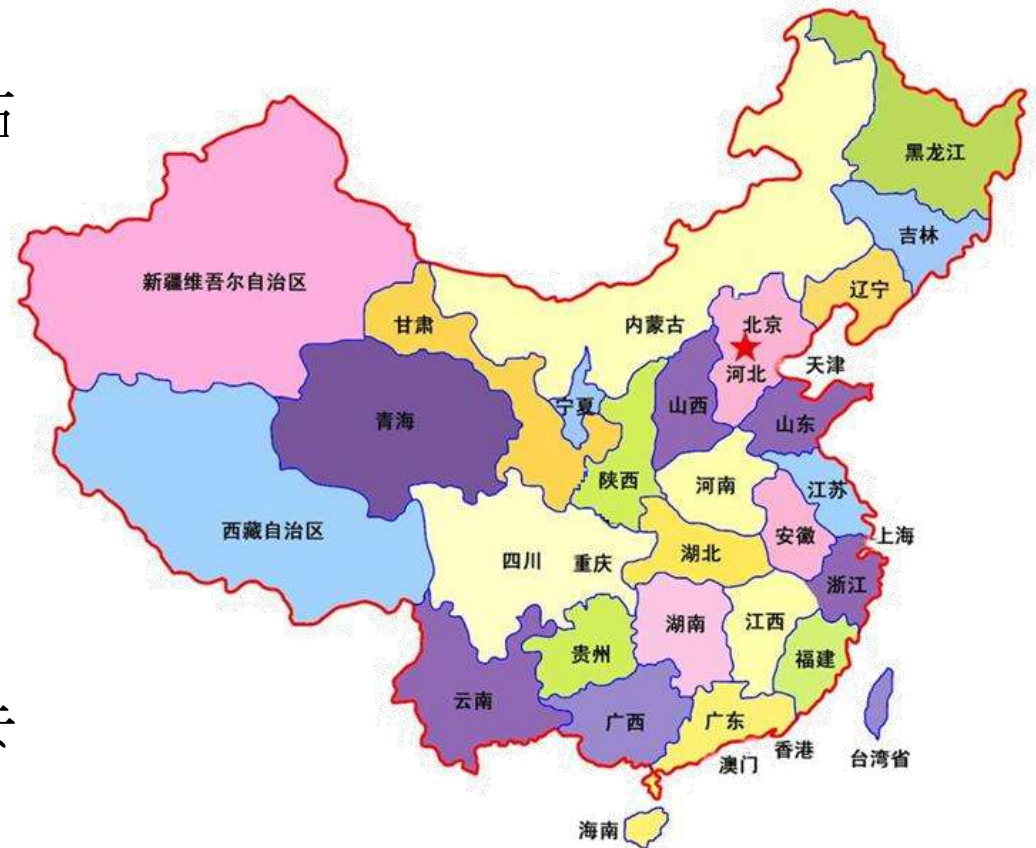 黑龙江
吉林
新疆维吾尔自治区
辽宁
甘肃
内蒙古
北京
天津
河北
宁夏
山西
青海
山东
陕西
河南
江苏
西藏自治区
安徽
上海
四川
重庆
湖北
浙江
湖南
江西
贵州
福建
云南
广西
广东
香港
澳门
台湾省
海南